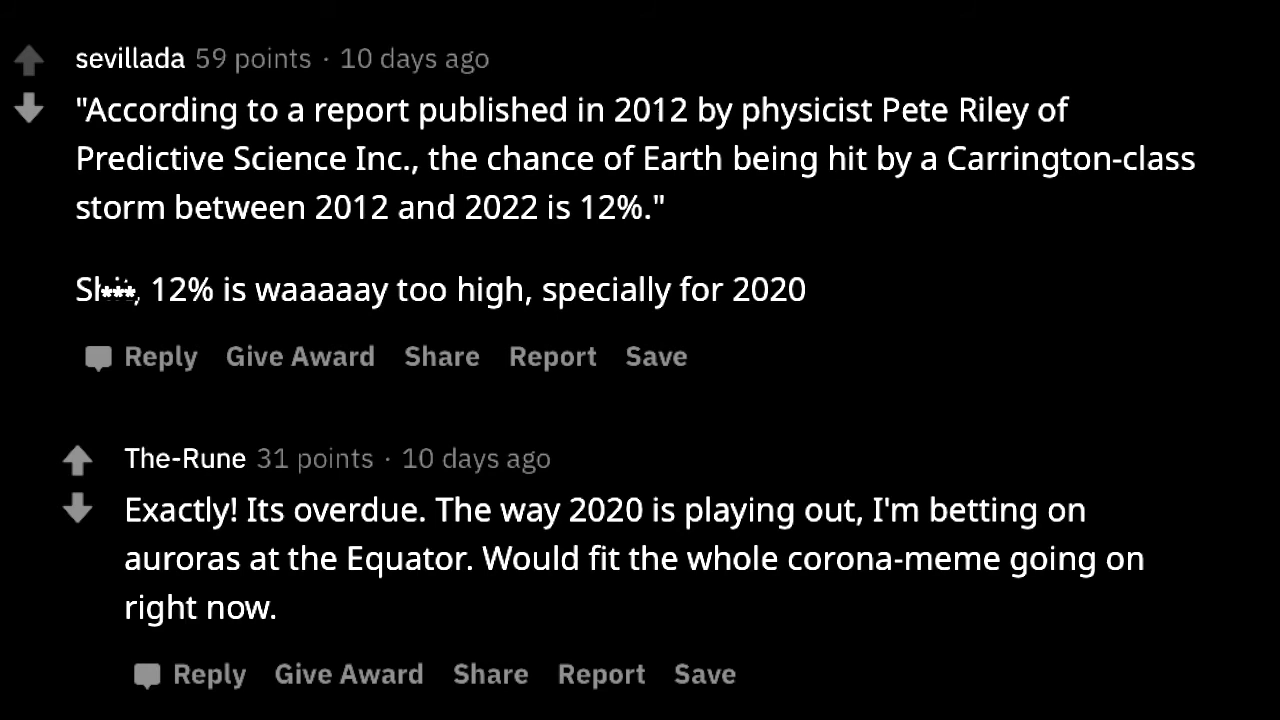 sevillada 59 points · 10 days ago
"According to a report published in 2012 by physicist Pete Riley of
Predictive Science Inc., the chance of Earth being hit by a Carrington-class
storm between 2012 and 2022 is 12%."
Sh***, 12% is waaaaay too high, specially for 2020
Reply Give Award Share Report Save
The-Rune 31 points · 10 days ago
Exactly! Its overdue. The way 2020 is playing out, I'm betting on
auroras at the Equator. Would fit the whole corona-meme going on
right now.
Reply Give Award Share Report Save